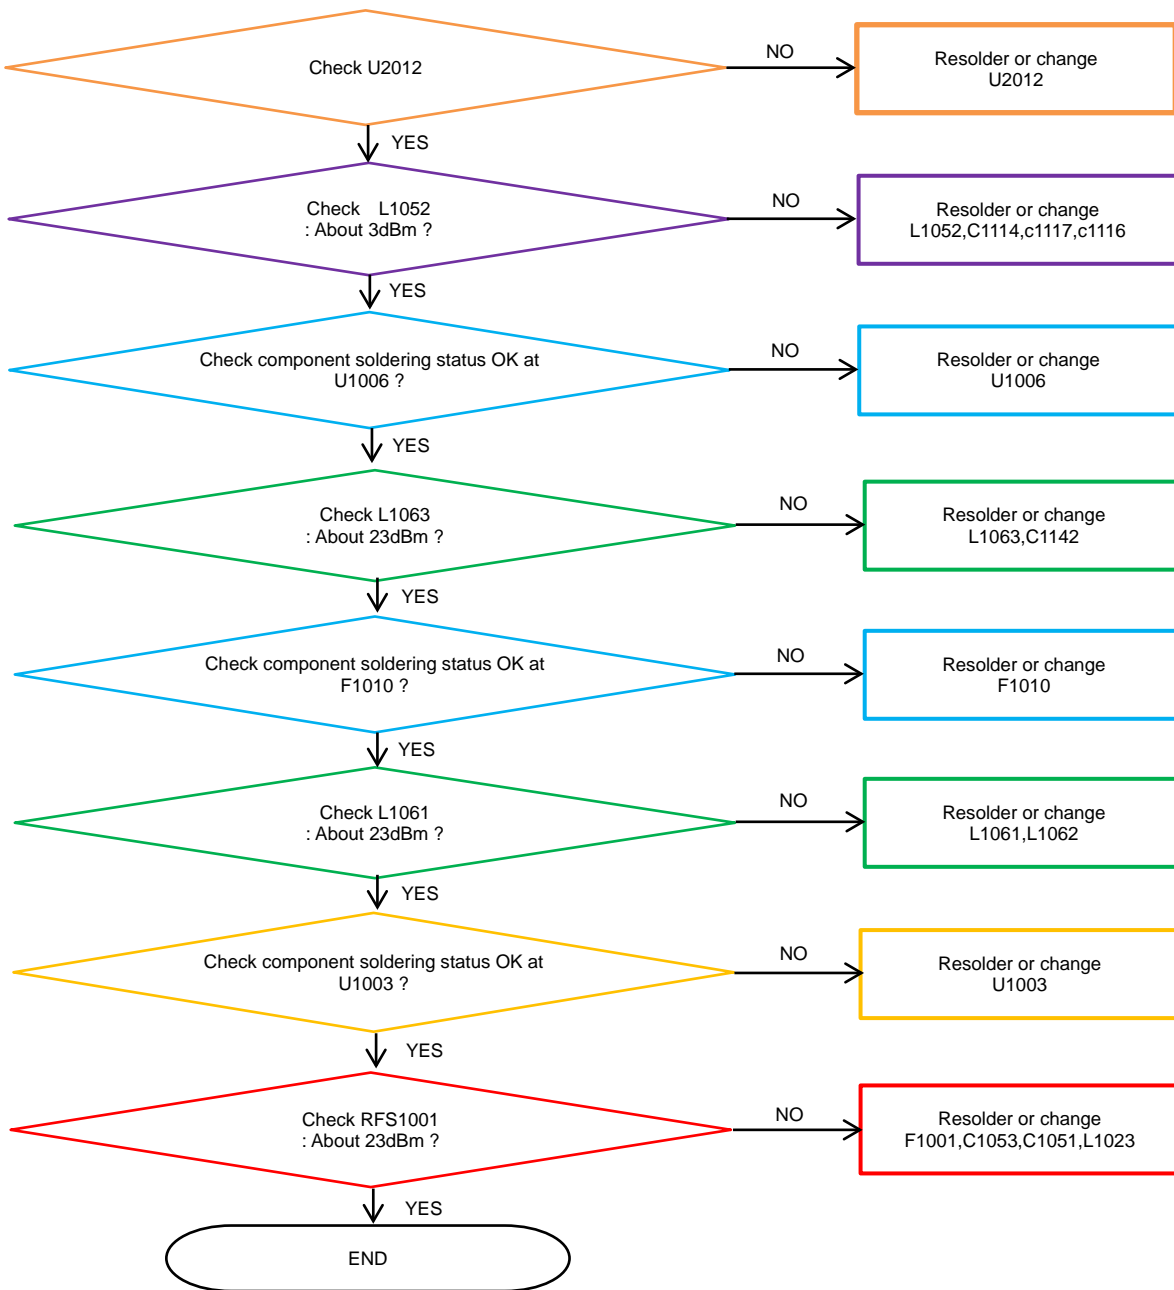 Check U2012
NO
Resolder or change
U2012
YES
Check L1052
: About 3dBm ?
NO
Resolder or change
L1052,C1114,c1117,c1116
YES
Check component soldering status OK at
U1006 ?
NO
Resolder or change
U1006
YES
Check L1063
: About 23dBm ?
NO
Resolder or change
L1063,C1142
YES
Check component soldering status OK at
F1010 ?
NO
Resolder or change
F1010
YES
Check L1061
: About 23dBm ?
NO
Resolder or change
L1061,L1062
YES
Check component soldering status OK at
U1003 ?
NO
Resolder or change
U1003
YES
Check RFS1001
: About 23dBm ?
NO
Resolder or change
F1001,C1053,C1051,L1023
YES
END